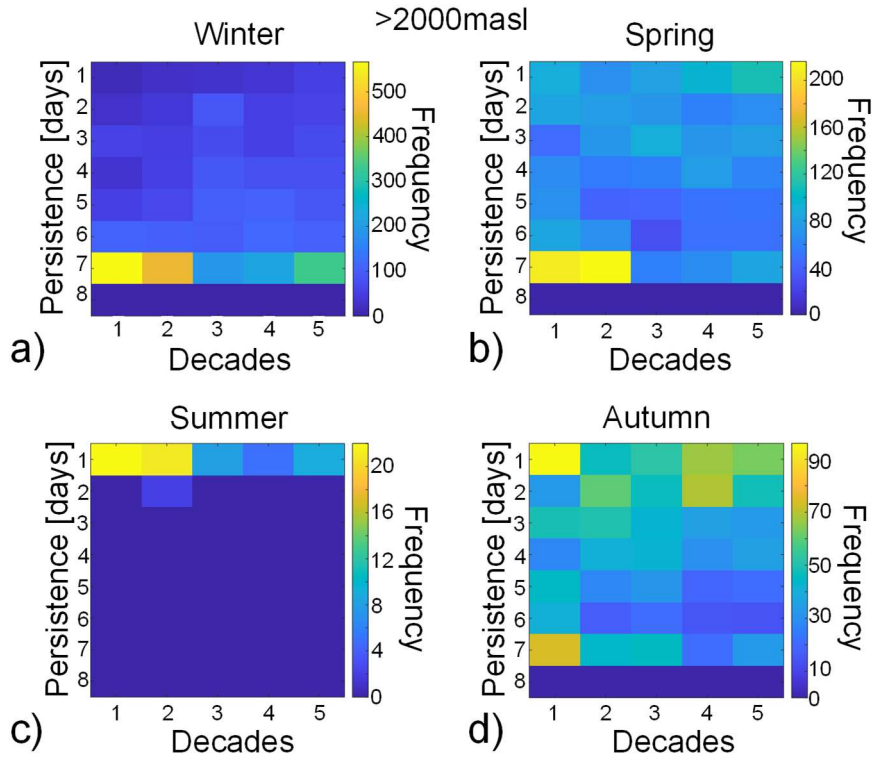 >2000masl
Winter
Persistence [days]
1
2
3
4
5
6
7
8
1 2 3 4 5
Decades
500
400
300
200
100
0
Frequency
a)
Spring
Persistence [days]
1
2
3
4
5
6
7
8
1 2 3 4 5
Decades
200
160
120
80
40
0
Frequency
b)
Summer
Persistence [days]
1
2
3
4
5
6
7
8
1 2 3 4 5
Decades
20
16
12
8
4
0
Frequency
c)
Autumn
Persistence [days]
1
2
3
4
5
6
7
8
1 2 3 4 5
Decades
90
70
50
30
10
0
Frequency
d)